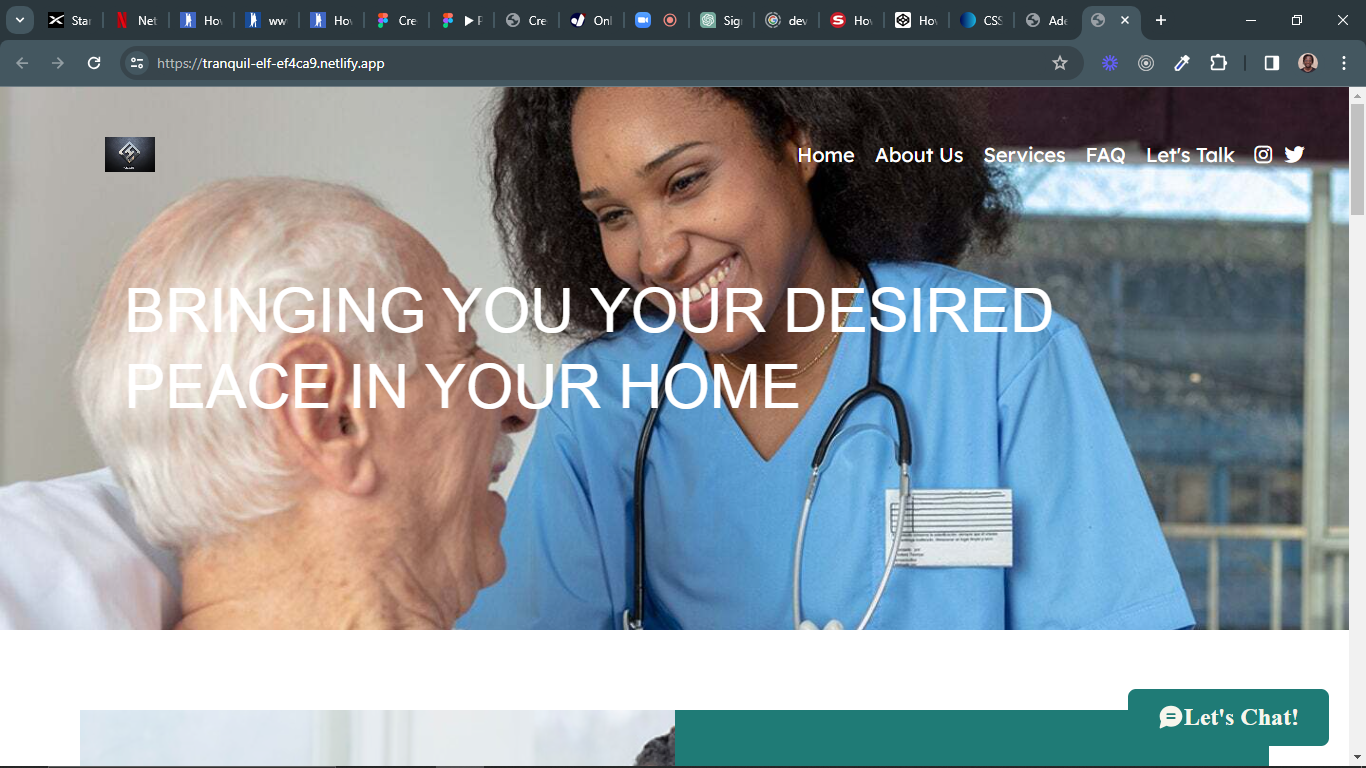 Star
Net
Hov
ww
Hov
Cre
Cre
Onl
Sig
dev
Hov
Hov
CSS
Ade
https://tranquil-elf-ef4ca9.netlify.app
Home About Us Services FAQ Let's Talk
BRINGING YOU YOUR DESIRED
PEACE IN YOUR HOME
Let's Chat!